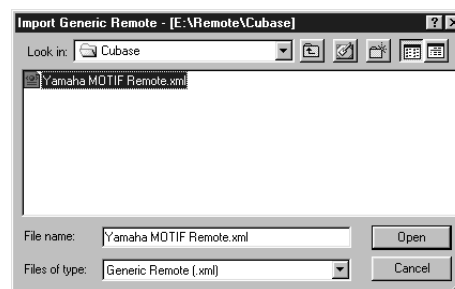 Import Generic Remote - [E:\Remote\Cubase]
Look in: Cubase
Yamaha MOTIF Remote.xml
File name: Yamaha MOTIF Remote.xml Open
Files of type: Generic Remote (.xml) Cancel